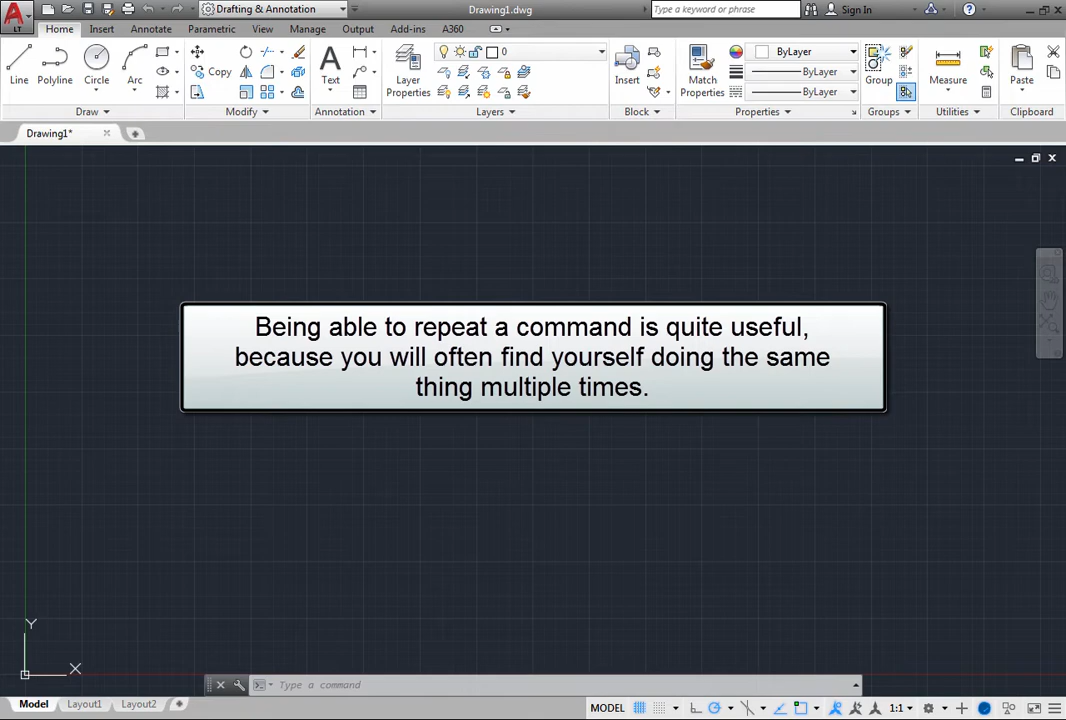 LT
Drafting & Annotation
Drawing1.dwg
Type a keyword or phrase
Sign In
Home Insert Annotate Parametric View Manage Output Add-ins A360
Line
Polyline
Circle
Arc
Copy
Text
Layer
Properties
0
Insert
Match
Properties
ByLayer
ByLayer
ByLayer
Group
Measure
Paste
Draw
Modify
Annotation
Layers
Block
Properties
Groups
Utilities
Clipboard
Drawing1*
Being able to repeat a command is quite useful,
because you will often find yourself doing the same
thing multiple times.
Y
X
Type a command
Model Layout1 Layout2
MODEL
1:1